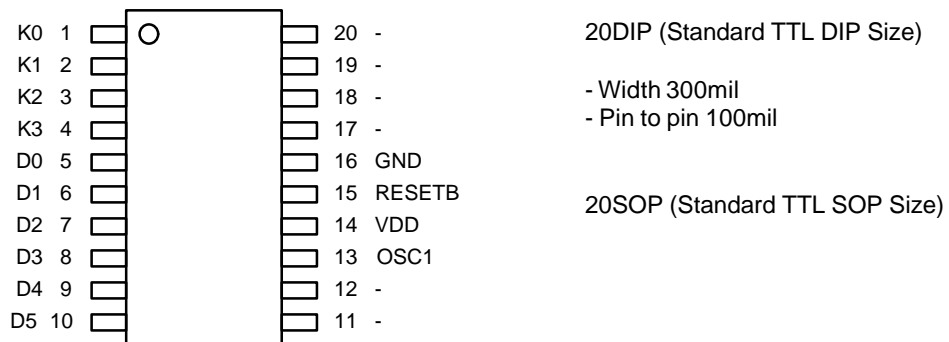 K0 1 20 - 20DIP (Standard TTL DIP Size)
K1 2 19 -
K2 3 18 - - Width 300mil
K3 4 17 - - Pin to pin 100mil
D0 5 16 GND
D1 6 15 RESETB
D2 7 14 VDD 20SOP (Standard TTL SOP Size)
D3 8 13 OSC1
D4 9 12 -
D5 10 11 -